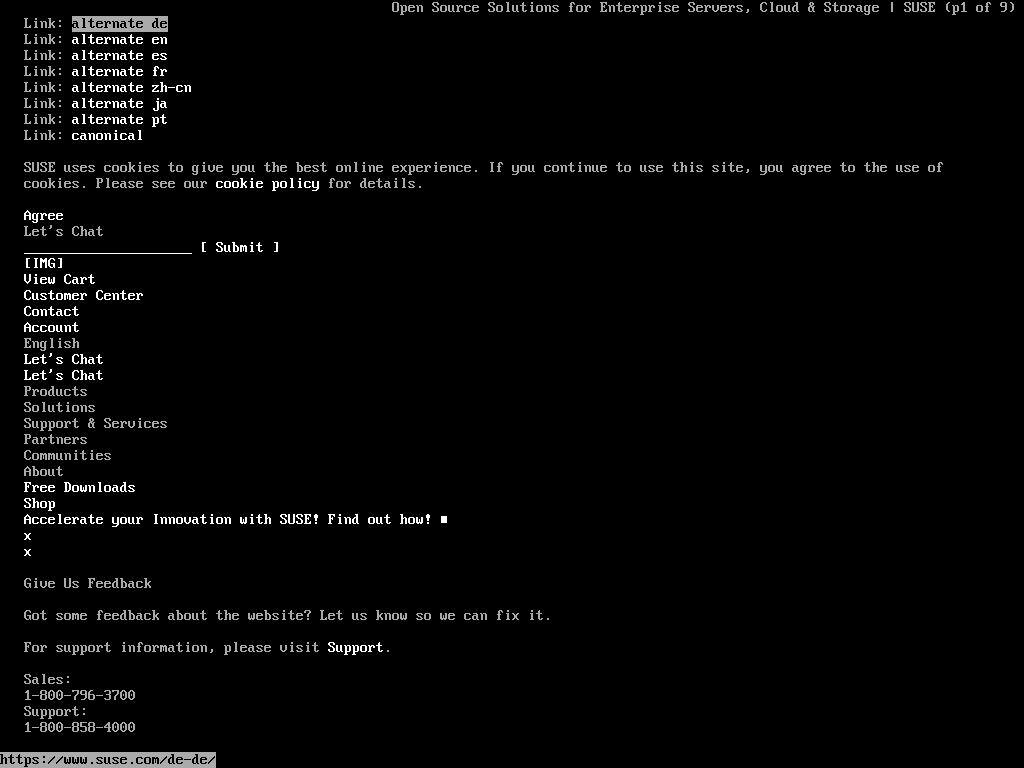 Open Source Solutions for Enterprise Servers, Cloud & Storage | SUSE (p1 of 9)
Link: alternate de
Link: alternate en
Link: alternate es
Link: alternate fr
Link: alternate zh-cn
Link: alternate ja
Link: alternate pt
Link: canonical
SUSE uses cookies to give you the best online experience. If you continue to use this site, you agree to the use of
cookies. Please see our cookie policy for details.
Agree
Let's Chat
_____________________ [ Submit ]
[IMG]
View Cart
Customer Center
Contact
Account
English
Let's Chat
Let's Chat
Products
Solutions
Support & Services
Partners
Communities
About
Free Downloads
Shop
Accelerate your Innovation with SUSE! Find out how! ■
x
x
Give Us Feedback
Got some feedback about the website? Let us know so we can fix it.
For support information, please visit Support.
Sales:
1-800-796-3700
Support:
1-800-858-4000
https://www.suse.com/de-de/